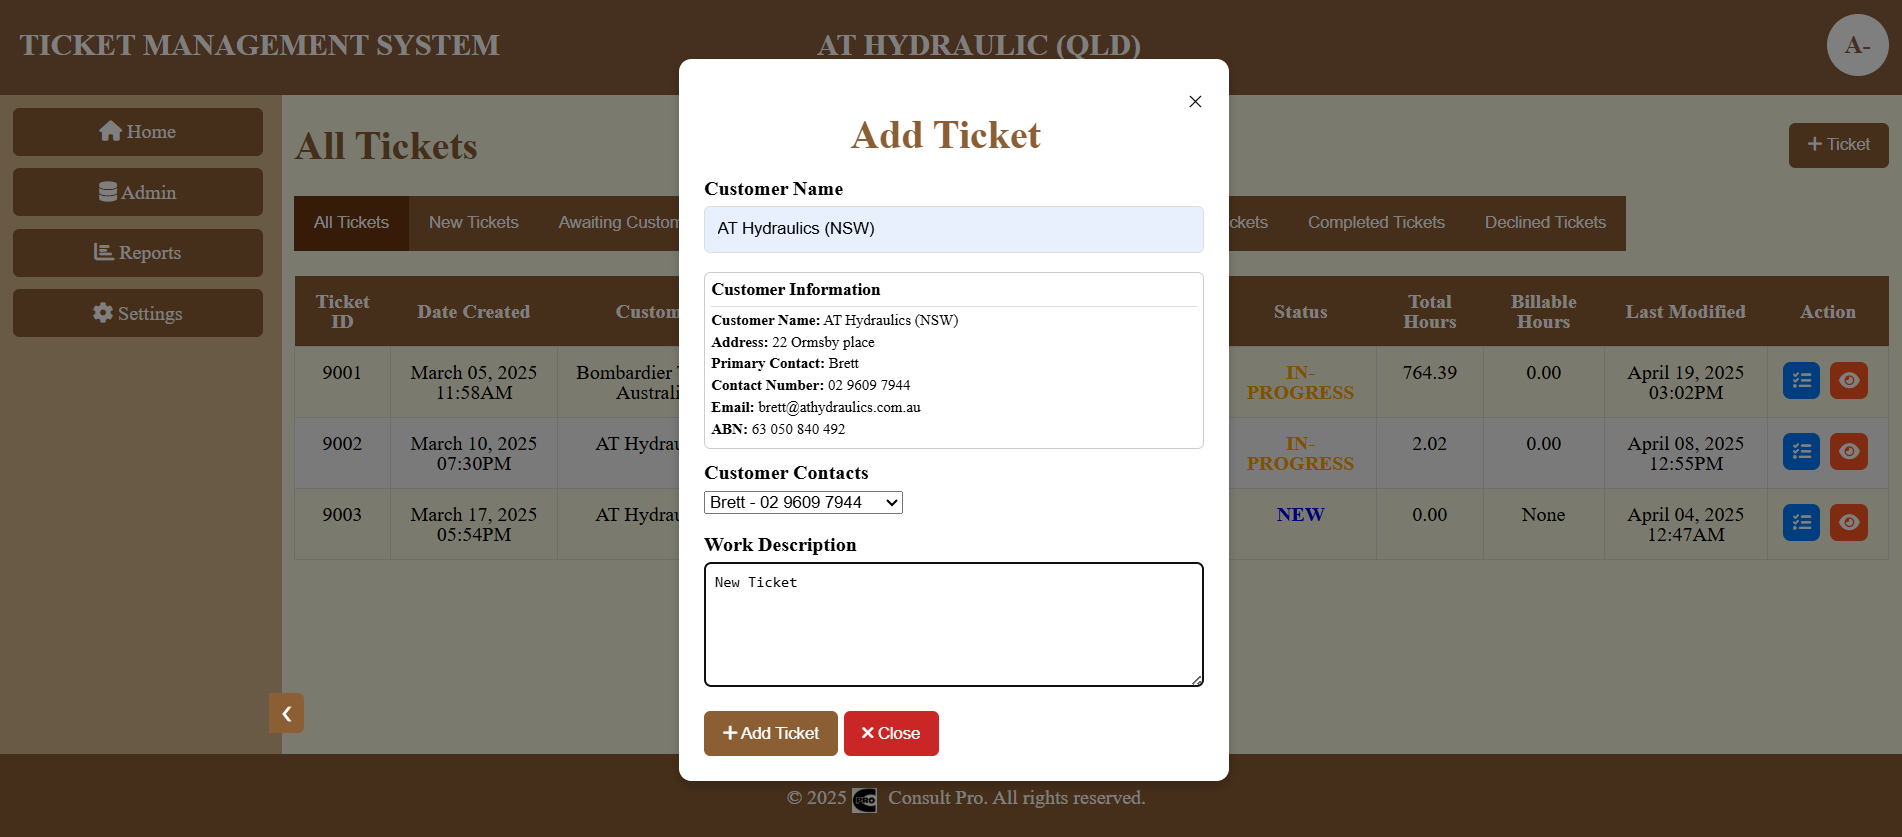 TICKET MANAGEMENT SYSTEM
AT HYDRAULIC (QLD)
A-
Home
Admin
Reports
Settings
All Tickets
+ Ticket
All Tickets
New Tickets
Awaiting Custom
ckets
Completed Tickets
Declined Tickets
Ticket ID
Date Created
Custom
Status
Total Hours
Billable Hours
Last Modified
Action
9001
March 05, 2025 11:58AM
Bombardier
Austral
IN-PROGRESS
764.39
0.00
April 19, 2025 03:02PM
9002
March 10, 2025 07:30PM
AT Hydrau
IN-PROGRESS
2.02
0.00
April 08, 2025 12:55PM
9003
March 17, 2025 05:54PM
AT Hydrau
NEW
0.00
None
April 04, 2025 12:47AM
Add Ticket
Customer Name
AT Hydraulics (NSW)
Customer Information
Customer Name: AT Hydraulics (NSW)
Address: 22 Ormsby place
Primary Contact: Brett
Contact Number: 02 9609 7944
Email: brett@athydraulics.com.au
ABN: 63 050 840 492
Customer Contacts
Brett - 02 9609 7944
Work Description
New Ticket
+ Add Ticket
× Close
© 2025 PRO Consult Pro. All rights reserved.